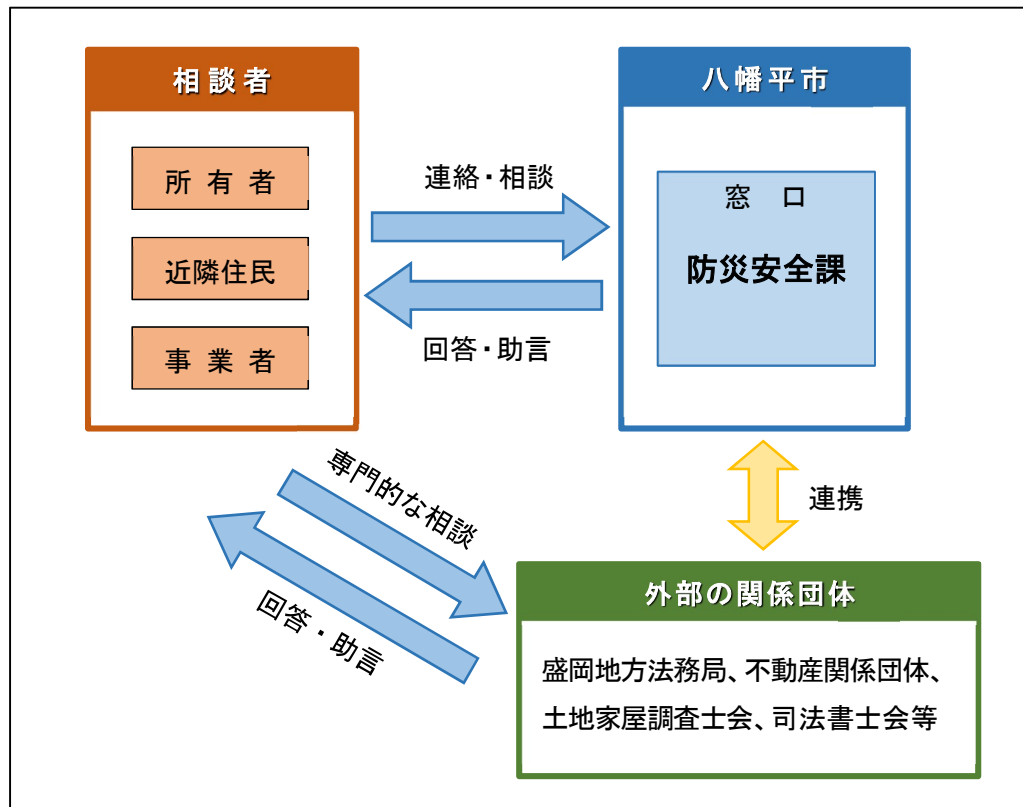 相談者
所有者
近隣住民
事業者
連絡・相談
回答・助言
八幡平市
窓　口
防災安全課
連携
専門的な相談
回答・助言
外部の関係団体
盛岡地方法務局、不動産関係団体、
土地家屋調査士会、司法書士会等